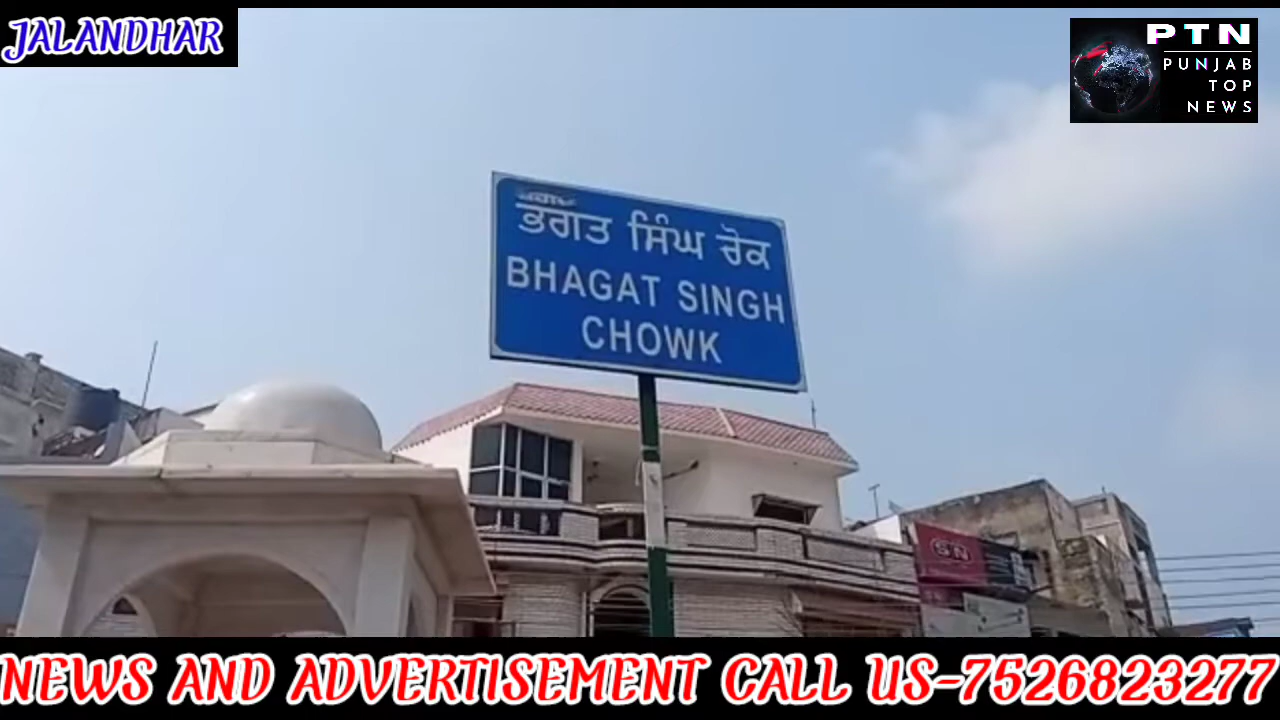 JALANDHAR
PTN
PUNJAB
TOP
NEWS
ਭਗਤ ਸਿੰਘ ਚੋਕ
BHAGAT SINGH
CHOWK
SN
NEWS AND ADVERTISEMENT CALL US-7526823277